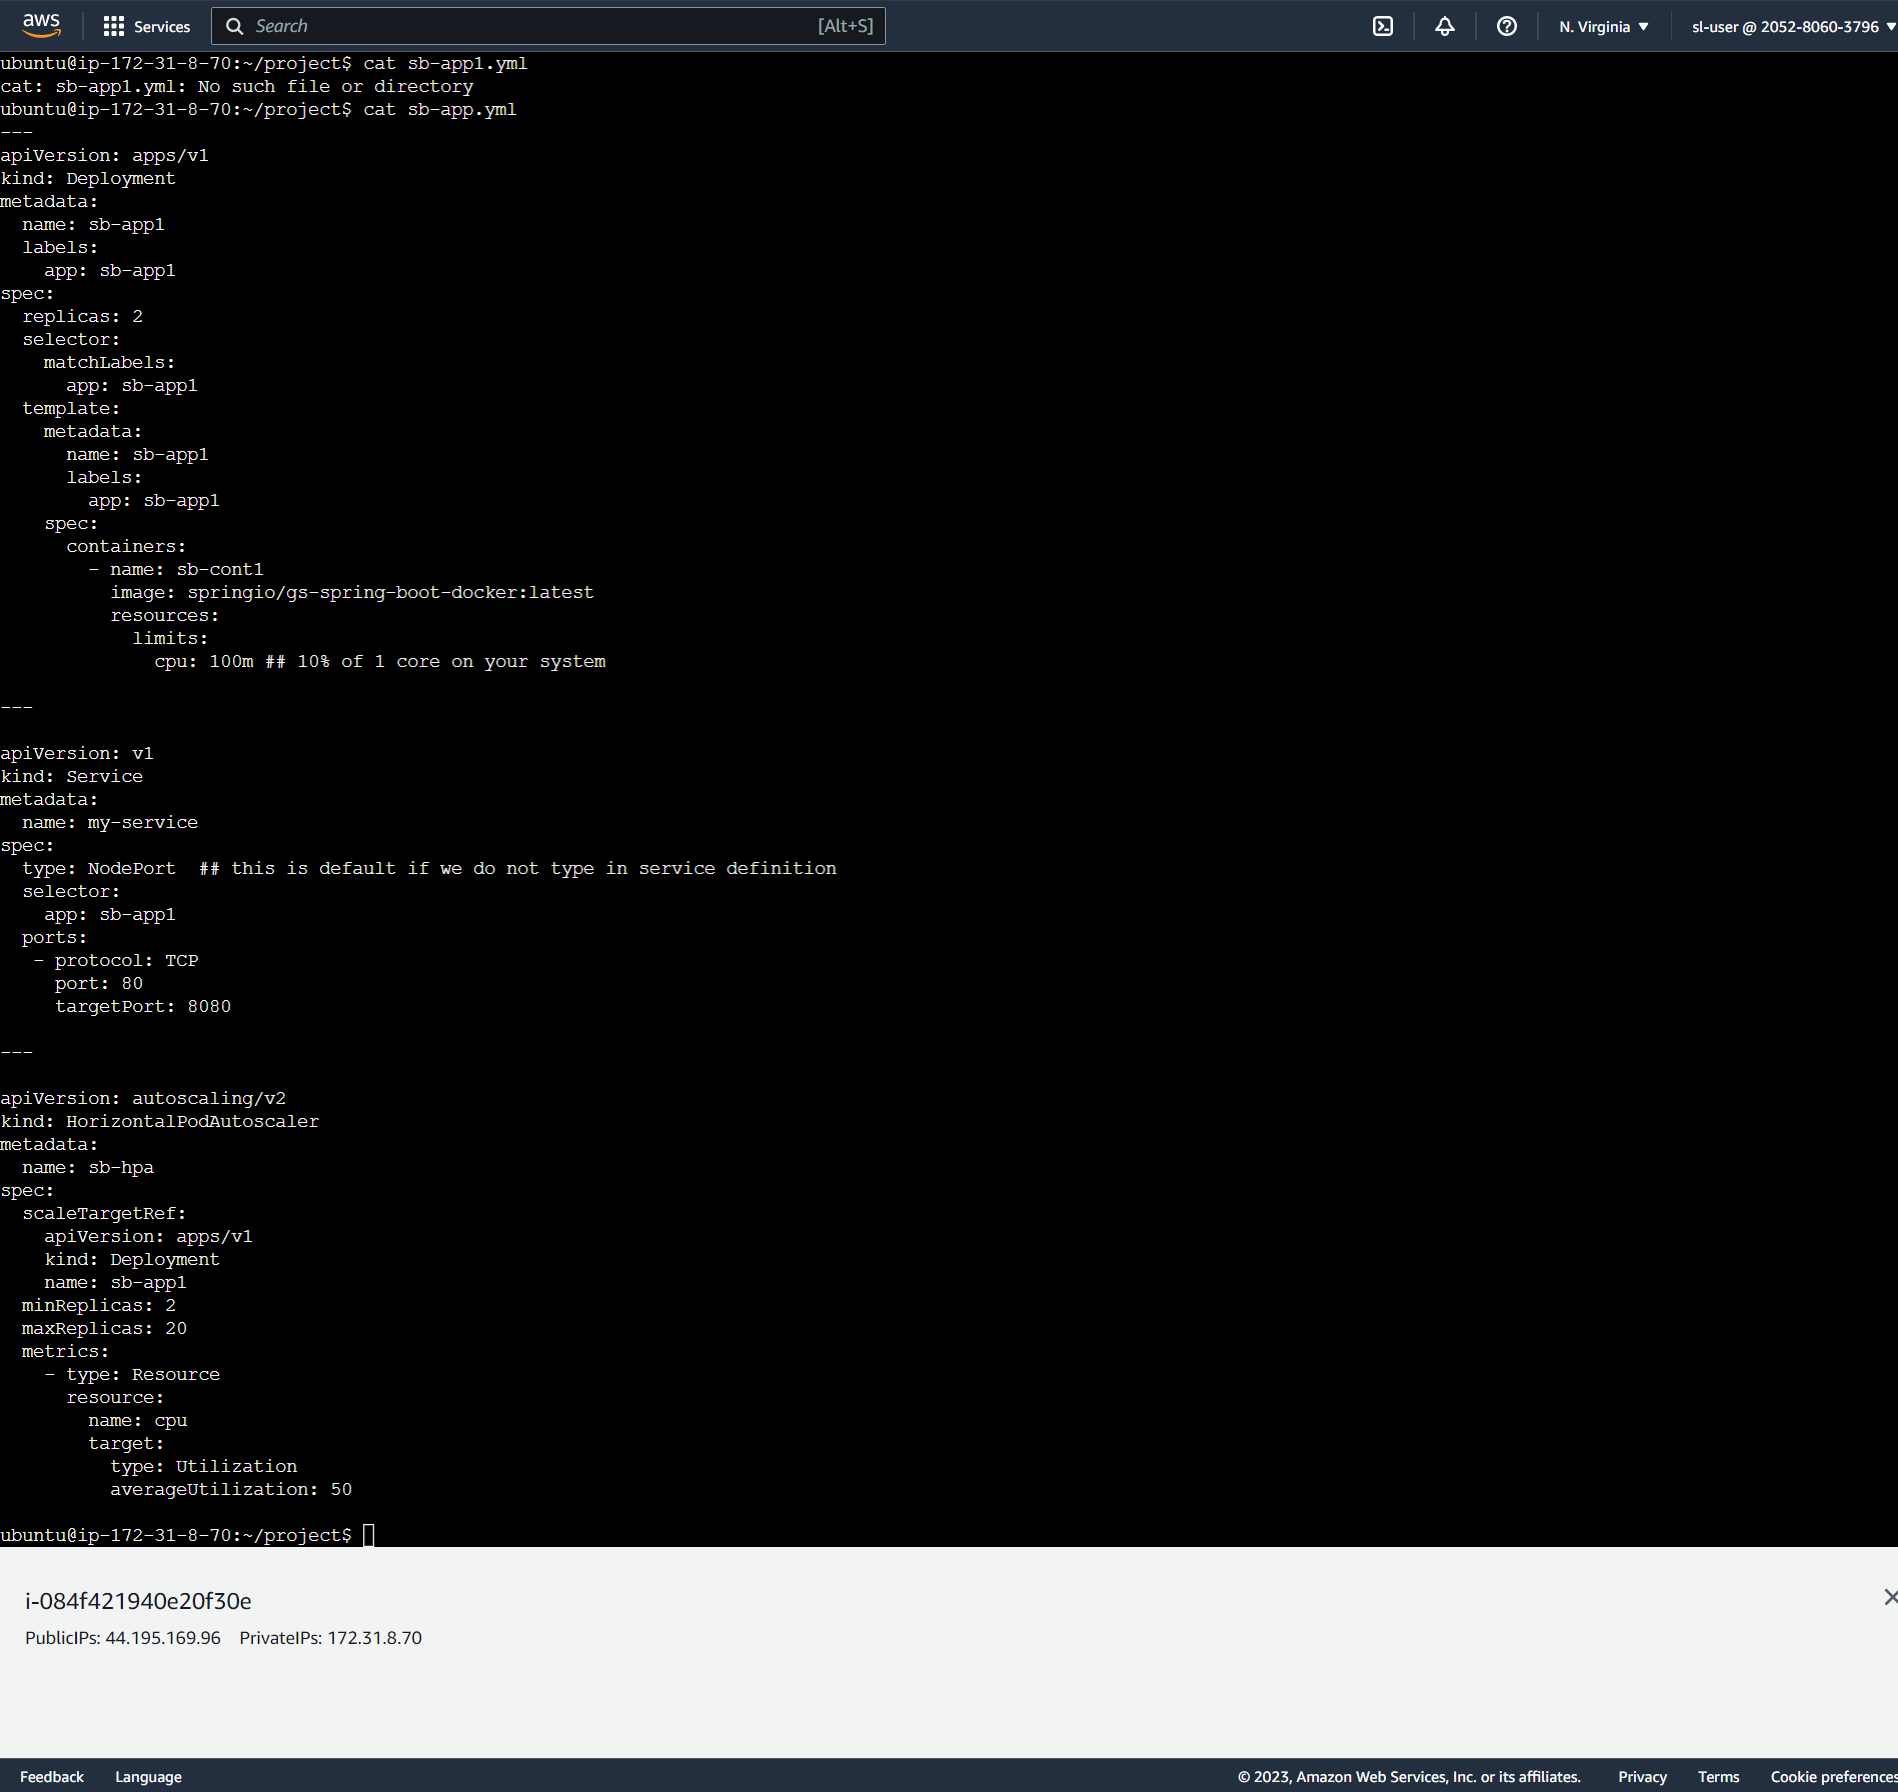 aws Services Search [Alt+S] N. Virginia sl-user @ 2052-8060-3796
ubuntu@ip-172-31-8-70:~/project$ cat sb-app1.yml
cat: sb-app1.yml: No such file or directory
ubuntu@ip-172-31-8-70:~/project$ cat sb-app.yml
---
apiVersion: apps/v1
kind: Deployment
metadata:
  name: sb-app1
  labels:
    app: sb-app1
spec:
  replicas: 2
  selector:
    matchLabels:
      app: sb-app1
  template:
    metadata:
      name: sb-app1
      labels:
        app: sb-app1
    spec:
      containers:
        - name: sb-cont1
          image: springio/gs-spring-boot-docker:latest
          resources:
            limits:
              cpu: 100m ## 10% of 1 core on your system
---
apiVersion: v1
kind: Service
metadata:
  name: my-service
spec:
  type: NodePort  ## this is default if we do not type in service definition
  selector:
    app: sb-app1
  ports:
   - protocol: TCP
     port: 80
     targetPort: 8080
---
apiVersion: autoscaling/v2
kind: HorizontalPodAutoscaler
metadata:
  name: sb-hpa
spec:
  scaleTargetRef:
    apiVersion: apps/v1
    kind: Deployment
    name: sb-app1
  minReplicas: 2
  maxReplicas: 20
  metrics:
    - type: Resource
      resource:
        name: cpu
        target:
          type: Utilization
          averageUtilization: 50
ubuntu@ip-172-31-8-70:~/project$
i-084f421940e20f30e
PublicIPs: 44.195.169.96 PrivateIPs: 172.31.8.70
Feedback Language © 2023, Amazon Web Services, Inc. or its affiliates. Privacy Terms Cookie preferences